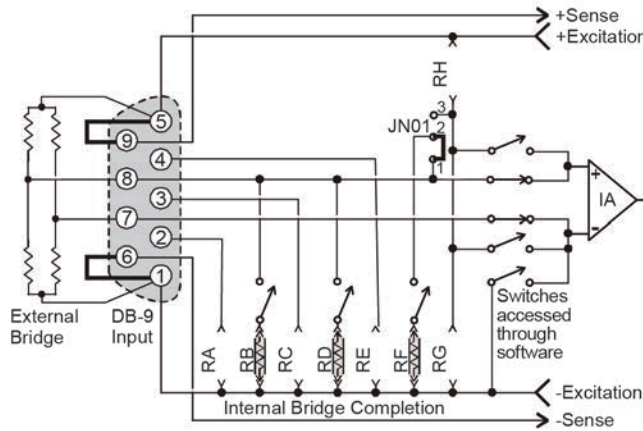 +Sense
+Excitation
RH
3
JN01
2
1
5
9
4
8
3
7
2
6
1
+
IA
-
External
Bridge
DB-9
Input
RA
RB
RC
RD
RE
RF
RG
Switches
accessed
through
software
Internal Bridge Completion
-Excitation
-Sense